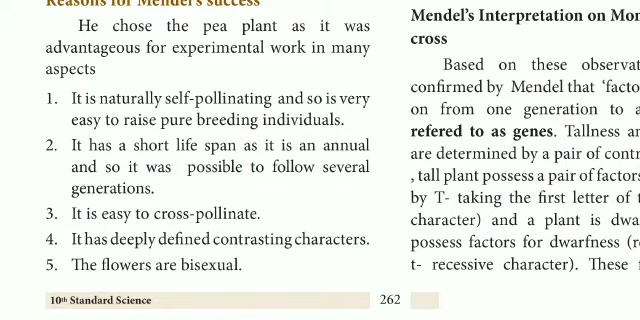 Reasons for Mendel's success
He chose the pea plant as it was
advantageous for experimental work in many
aspects
1. It is naturally self-pollinating and so is very
easy to raise pure breeding individuals.
2. It has a short life span as it is an annual
and so it was possible to follow several
generations.
3. It is easy to cross-pollinate.
4. It has deeply defined contrasting characters.
5. The flowers are bisexual.
10th Standard Science
262
Mendel's Interpretation on
cross
Based on these
confirmed by Mendel that
on from one generation to
refered to as genes. Tallness
are determined by a pair of
, tall plant possess a pair of factors
by T- taking the first letter of
character) and a plant is
possess factors for dwarfness
t- recessive character). These